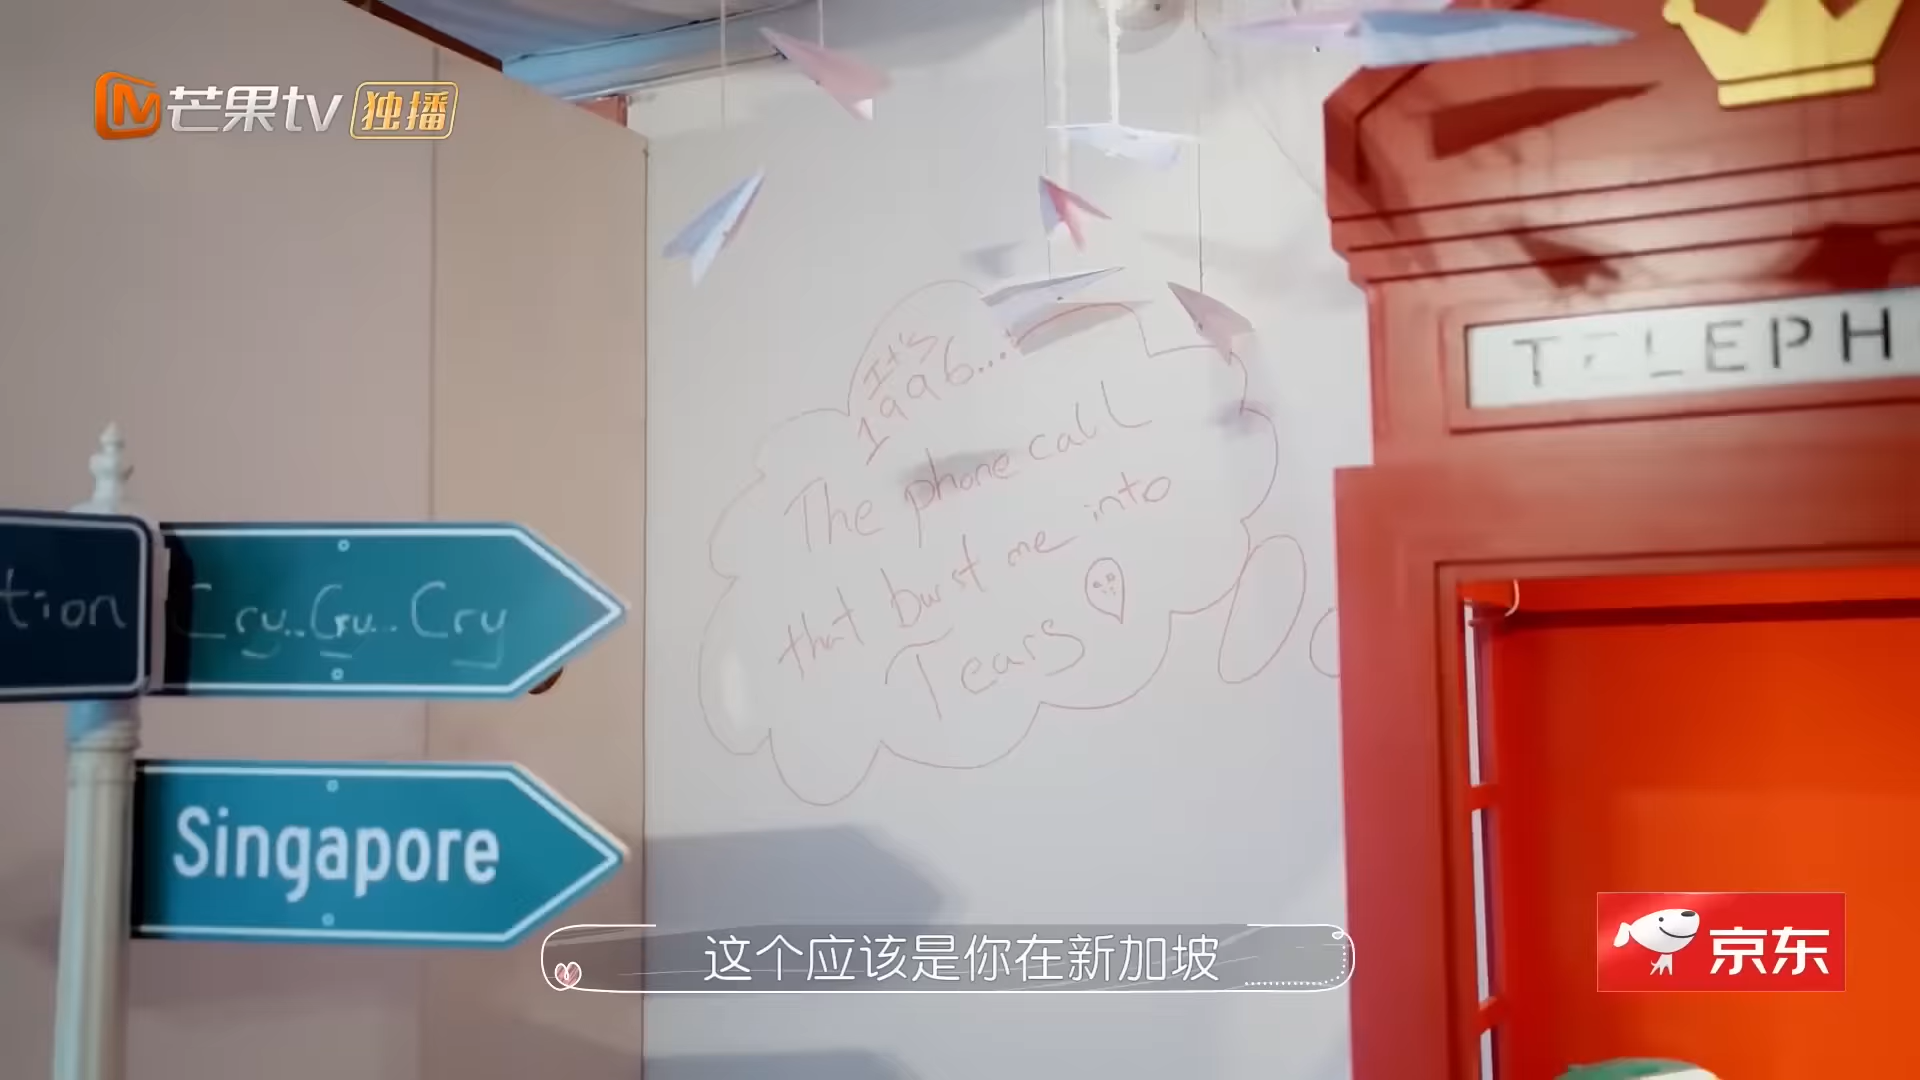 芒果tv 独播
It's
1996...
The phone call
that burst me into
Tears
TELEPH
tion
Cry..Cry..Cry
Singapore
这个应该是你在新加坡
京东